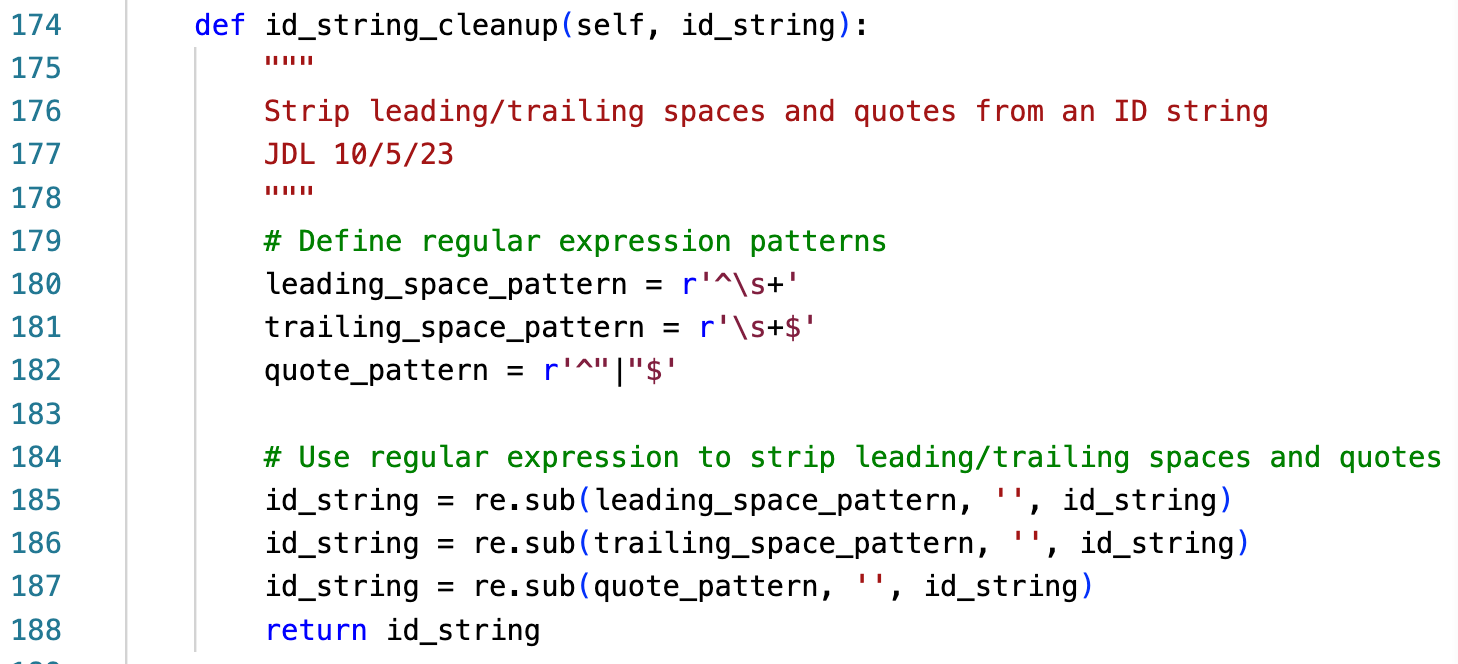 174 def id_string_cleanup(self, id_string):
175 """
176 Strip leading/trailing spaces and quotes from an ID string
177 JDL 10/5/23
178 """
179 # Define regular expression patterns
180 leading_space_pattern = r'^\s+'
181 trailing_space_pattern = r'\s+$'
182 quote_pattern = r'^"|"$'
183
184 # Use regular expression to strip leading/trailing spaces and quotes
185 id_string = re.sub(leading_space_pattern, '', id_string)
186 id_string = re.sub(trailing_space_pattern, '', id_string)
187 id_string = re.sub(quote_pattern, '', id_string)
188 return id_string